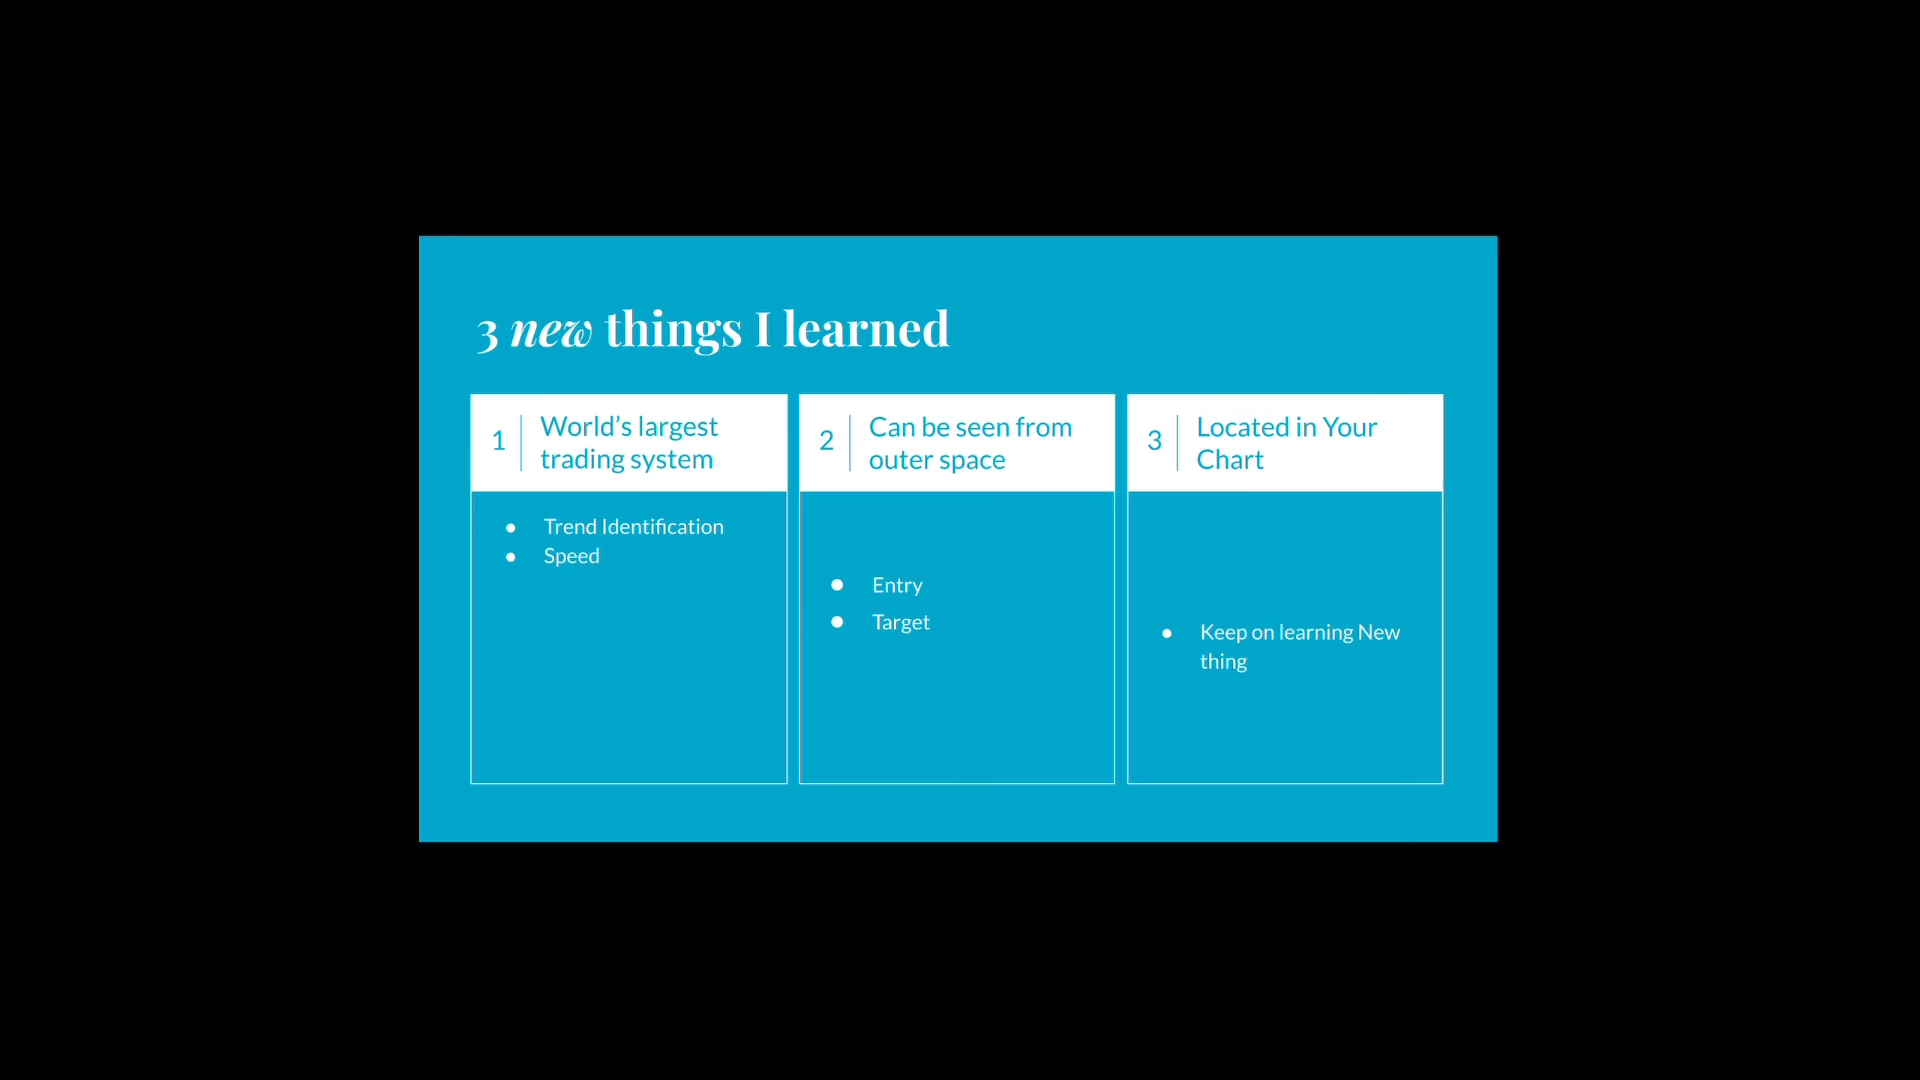 3 new things I learned
1
World’s largest
trading system
Trend Identification
Speed
2
Can be seen from
outer space
Entry
Target
3
Located in Your
Chart
Keep on learning New
thing